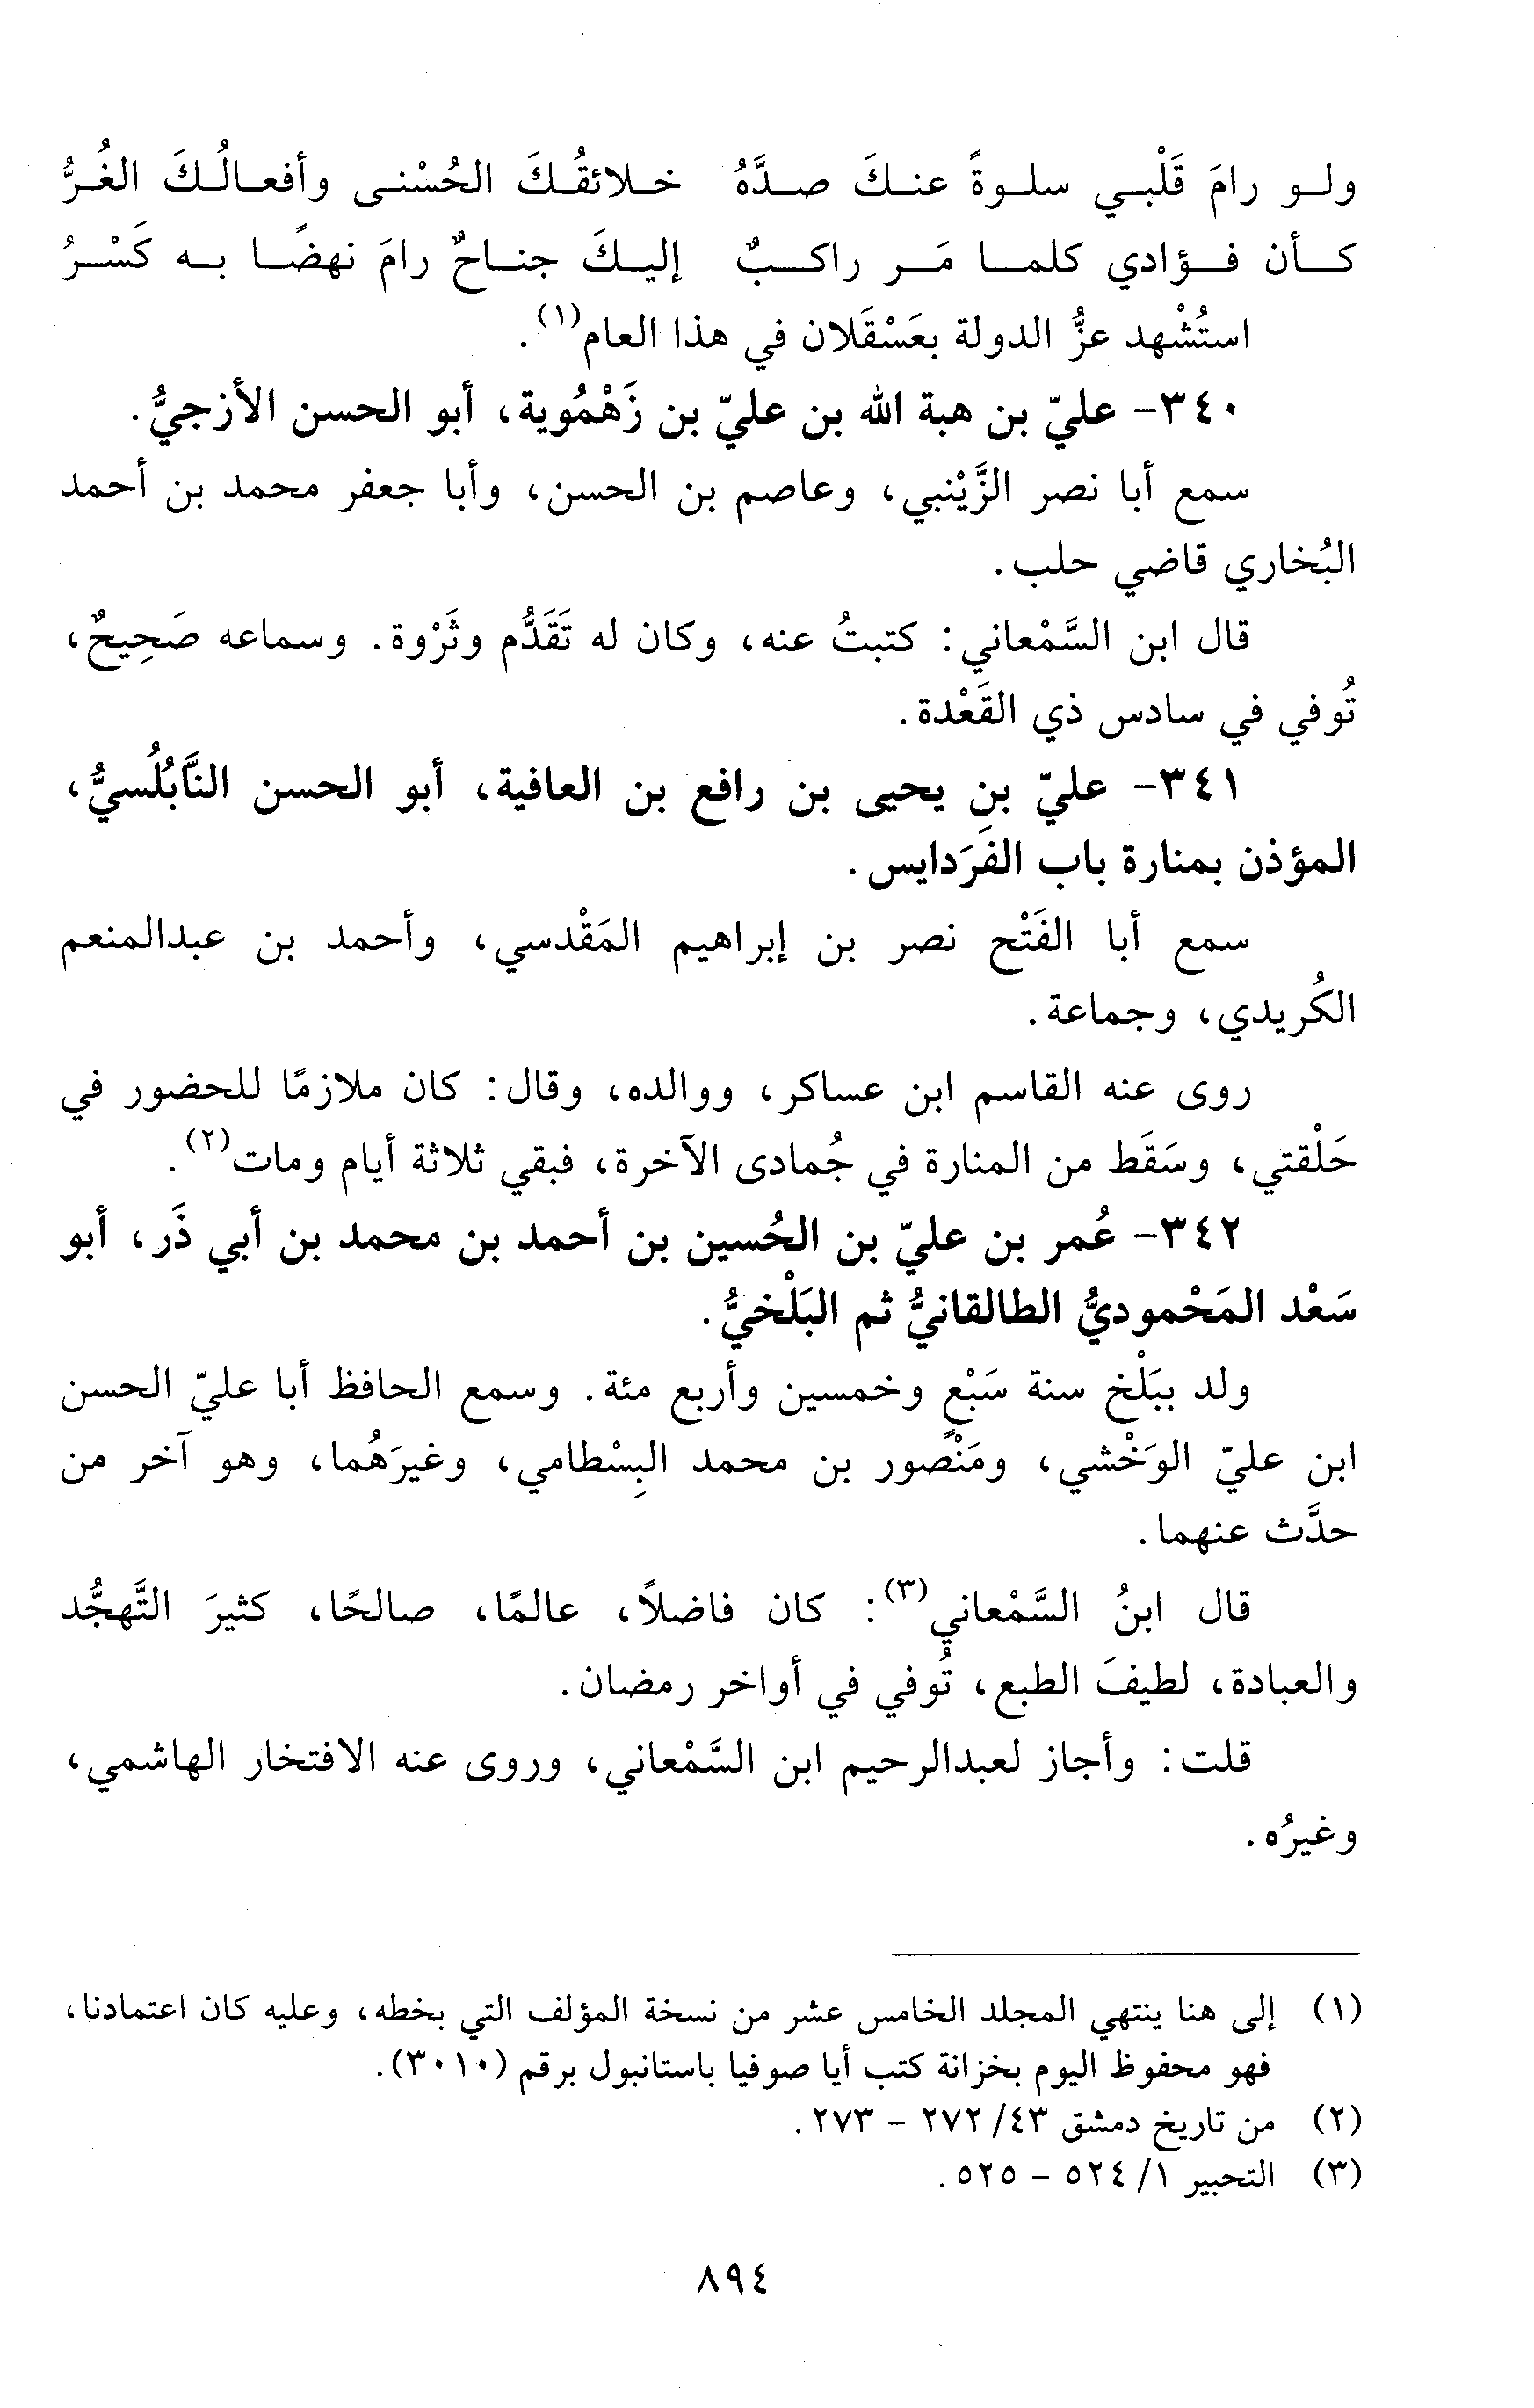 ولو رامَ قَلْبي سلوةً عنكَ صدَّهُ خلائقُكَ الحُسْنى وأفعالُكَ الغُرُّ
كأن فؤادي كلما مَر راكبٌ إليكَ جناحٌ رامَ نهضًا به كَسْرُ
استُشْهد عزُّ الدولة بعَسْقَلان في هذا العام(١).
٣٤٠- عليّ بن هبة الله بن عليّ بن زَهْمُوية، أبو الحسن الأزجيُّ.
سمع أبا نصر الزَّيْنبي، وعاصم بن الحسن، وأبا جعفر محمد بن أحمد
البُخاري قاضي حلب.
قال ابن السَّمْعاني: كتبتُ عنه، وكان له تَقَدُّم وثَرْوة. وسماعه صَحِيحٌ،
تُوفي في سادس ذي القَعْدة.
٣٤١- عليّ بن يحيى بن رافع بن العافية، أبو الحسن النَّابُلُسيُّ،
المؤذن بمنارة باب الفَرَدايس.
سمع أبا الفَتْح نصر بن إبراهيم المَقْدسي، وأحمد بن عبدالمنعم
الكُريدي، وجماعة.
روى عنه القاسم ابن عساكر، ووالده، وقال: كان ملازمًا للحضور في
حَلْقتي، وسَقَط من المنارة في جُمادى الآخرة، فبقي ثلاثة أيام ومات(٢).
٣٤٢- عُمر بن عليّ بن الحُسين بن أحمد بن محمد بن أبي ذَر، أبو
سَعْد المَحْموديُّ الطالقانيُّ ثم البَلْخيُّ.
ولد ببَلْخ سنة سَبْعٍ وخمسين وأربع مئة. وسمع الحافظ أبا عليّ الحسن
ابن عليّ الوَخْشي، ومَنْصور بن محمد البِسْطامي، وغيرَهُما، وهو آخر من
حدَّث عنهما.
قال ابنُ السَّمْعاني(٣): كان فاضلاً، عالمًا، صالحًا، كثيرَ التَّهجُّد
والعبادة، لطيفَ الطبع، تُوفي في أواخر رمضان.
قلت: وأجاز لعبدالرحيم ابن السَّمْعاني، وروى عنه الافتخار الهاشمي،
وغيرُه.
(١) إلى هنا ينتهي المجلد الخامس عشر من نسخة المؤلف التي بخطه، وعليه كان اعتمادنا،
فهو محفوظ اليوم بخزانة كتب أيا صوفيا باستانبول برقم (٣٠١٠).
(٢) من تاريخ دمشق ٤٣/ ٢٧٢ - ٢٧٣.
(٣) التحبير ١/ ٥٢٤ - ٥٢٥.
٨٩٤